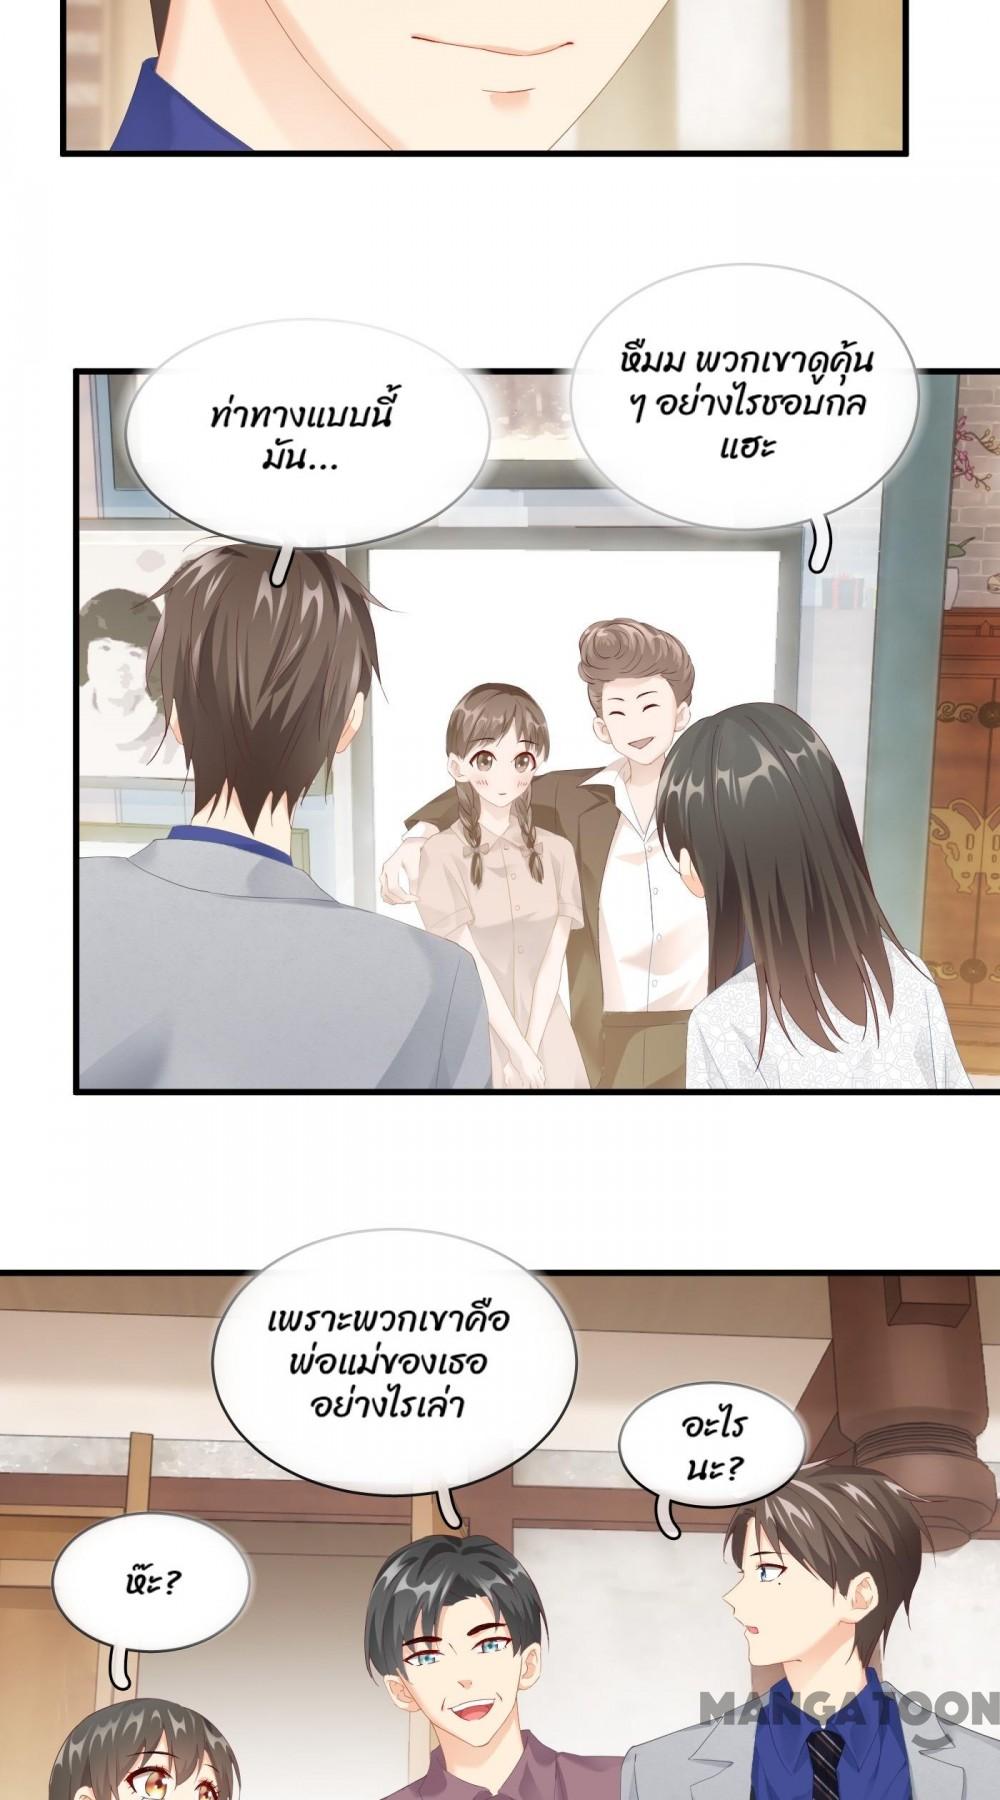 ท่าทางแบบนี้
มัน...
หืมม พวกเขาดูคุ้น
ๆ อย่างไรชอบกล
แฮะ
เพราะพวกเขาคือ
พ่อแม่ของเธอ
อย่างไรเล่า
อะไร
นะ?
ห๊ะ?
MANGATOON